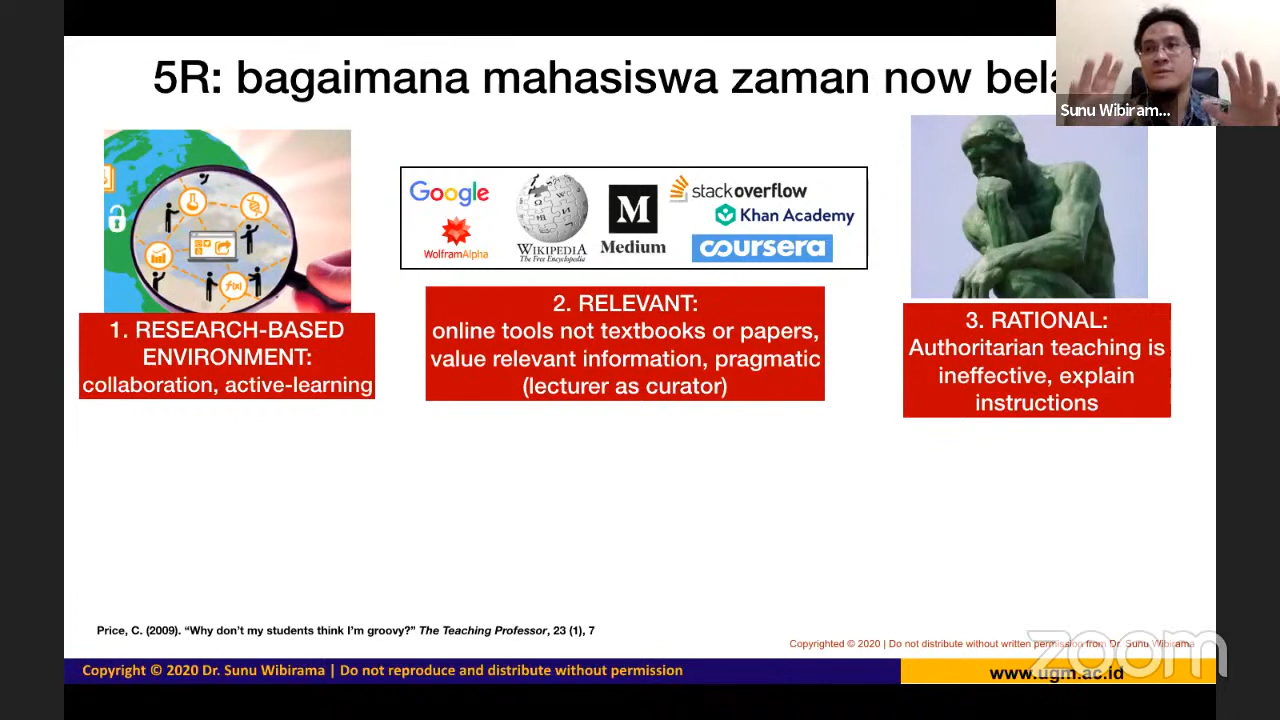 5R: bagaimana mahasiswa zaman now bela
Sunu Wibiram...
Google
WolframAlpha
WIKIPEDIA
The Free Encyclopedia
M
Medium
stackoverflow
Khan Academy
coursera
f(x)
1. RESEARCH-BASED
ENVIRONMENT:
collaboration, active-learning
2. RELEVANT:
online tools not textbooks or papers,
value relevant information, pragmatic
(lecturer as curator)
3. RATIONAL:
Authoritarian teaching is
ineffective, explain
instructions
Price, C. (2009). “Why don’t my students think I’m groovy?” The Teaching Professor, 23 (1), 7
Copyrighted © 2020 | Do not distribute without written permission from Dr. Sunu Wibirama
zoom
Copyright © 2020 Dr. Sunu Wibirama | Do not reproduce and distribute without permission
www.ugm.ac.id